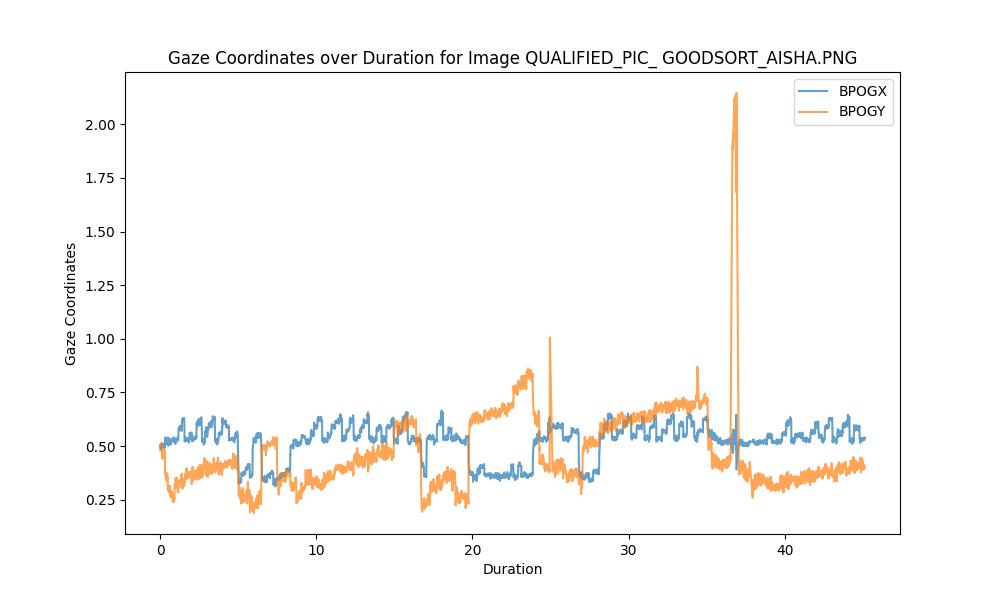 Gaze Coordinates over Duration for Image QUALIFIED_PIC_ GOODSORT_AISHA.PNG
BPOGX
BPOGY
2.00
1.75
1.50
1.25
1.00
0.75
0.50
0.25
Gaze Coordinates
0 10 20 30 40
Duration